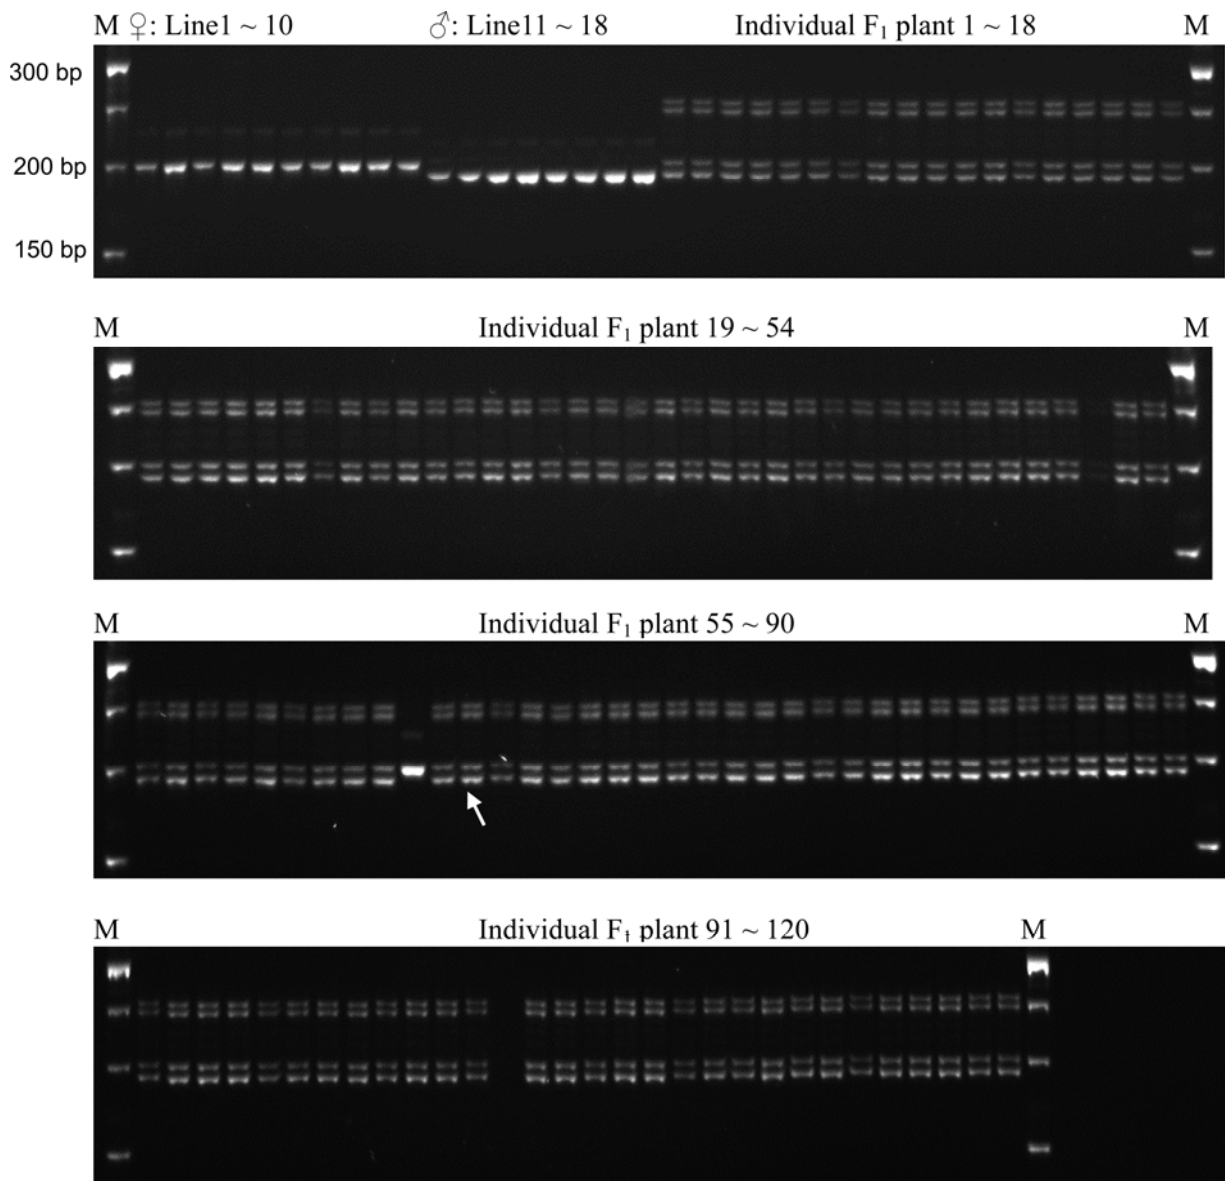 M ♀: Line1 ~ 10 ♂: Line11 ~ 18 Individual F₁ plant 1 ~ 18 M
300 bp
200 bp
150 bp
M Individual F₁ plant 19 ~ 54 M
M Individual F₁ plant 55 ~ 90 M
M Individual F₁ plant 91 ~ 120 M